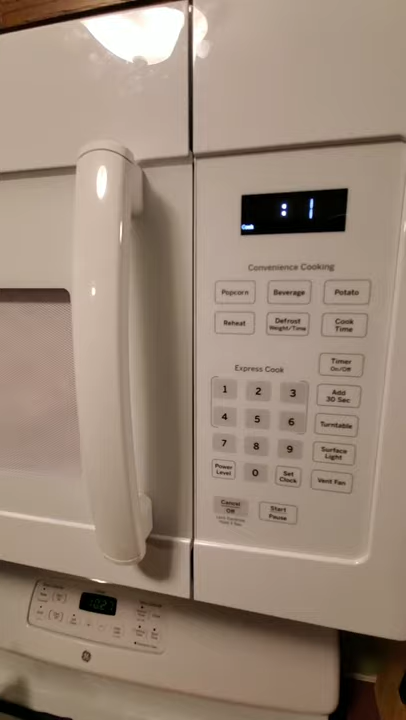 : 1
Cook
Convenience Cooking
Popcorn Beverage Potato
Reheat Defrost Weight/Time Cook Time
Timer On/Off
Express Cook
1 2 3 Add 30 Sec
4 5 6 Turntable
7 8 9 Surface Light
Power Level 0 Set Clock Vent Fan
Cancel Off Start Pause
GE